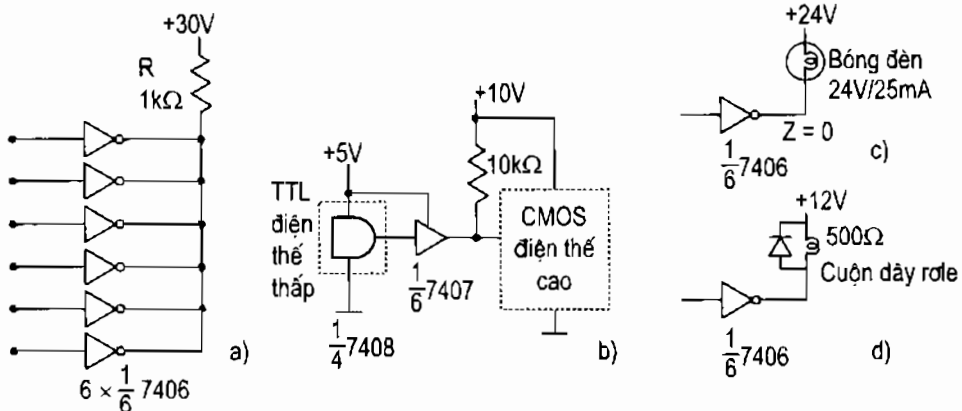 +30V
R
1kΩ
6 × 1/6 7406
a)
+10V
10kΩ
+5V
TTL
điện
thế
thấp
1/4 7408
1/6 7407
CMOS
điện thế
cao
b)
+24V
Bóng đèn
24V/25mA
Z = 0
1/6 7406
c)
+12V
500Ω
Cuộn dây rơle
1/6 7406
d)